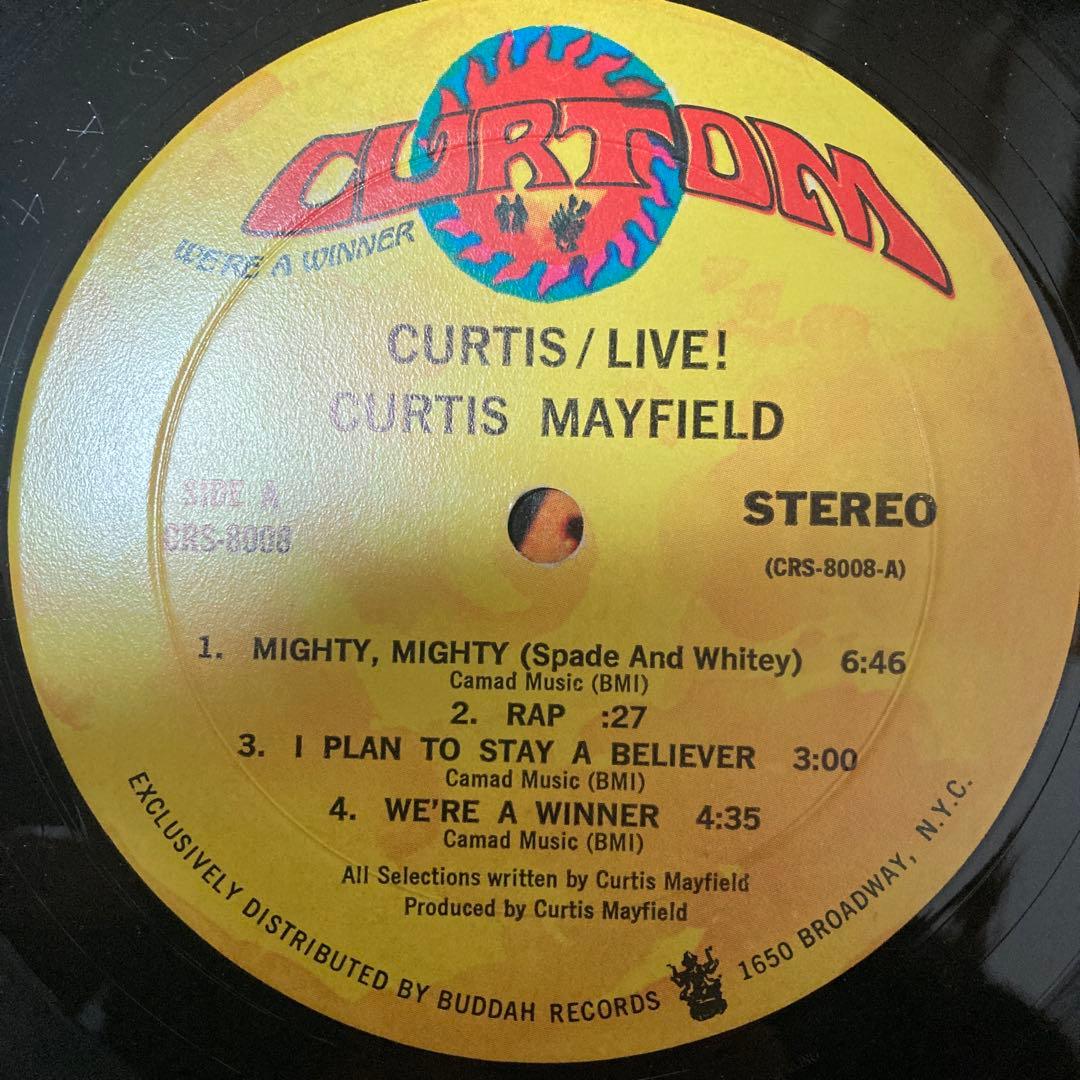 CURTOM
WE'RE A WINNER
CURTIS / LIVE!
CURTIS MAYFIELD
SIDE A
CRS-8008
STEREO
(CRS-8008-A)
1. MIGHTY, MIGHTY (Spade And Whitey) 6:46
Camad Music (BMI)
2. RAP :27
3. I PLAN TO STAY A BELIEVER 3:00
Camad Music (BMI)
4. WE'RE A WINNER 4:35
Camad Music (BMI)
All Selections written by Curtis Mayfield
Produced by Curtis Mayfield
EXCLUSIVELY DISTRIBUTED BY BUDDAH RECORDS 1650 BROADWAY, N.Y.C.